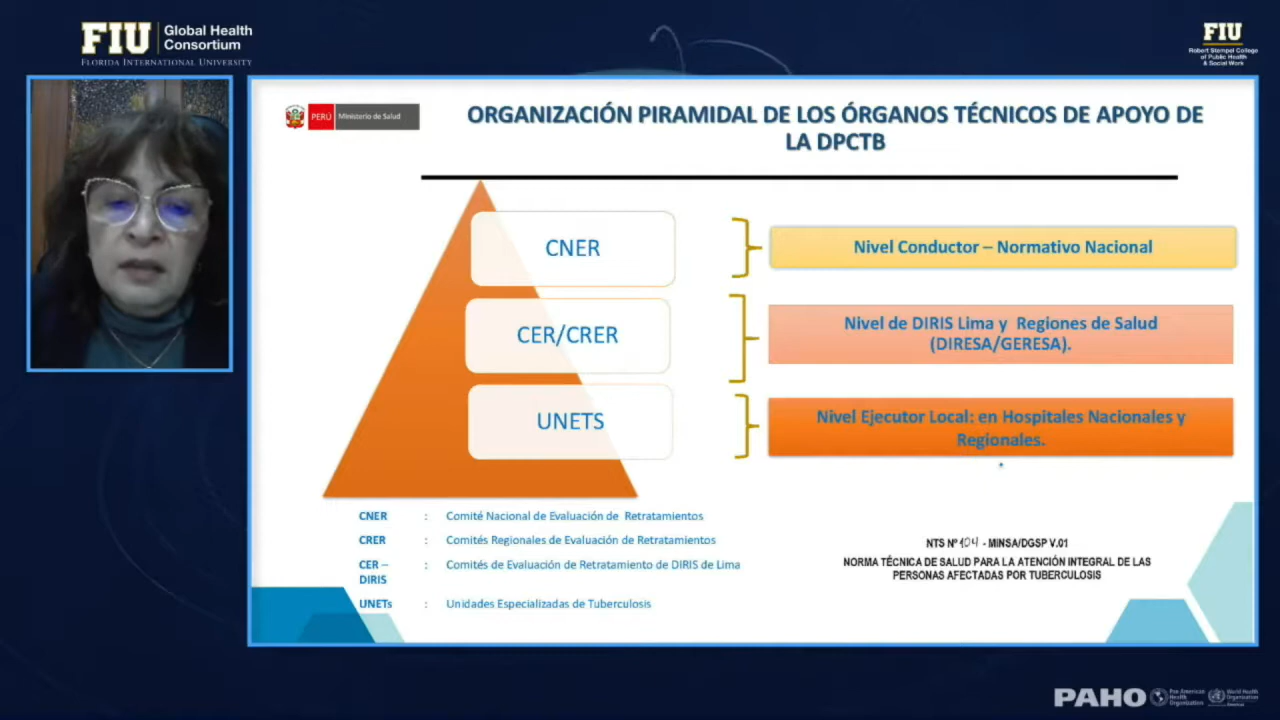 FIU Global Health Consortium
FLORIDA INTERNATIONAL UNIVERSITY
FIU
Robert Stempel College
of Public Health
& Social Work
PERÚ Ministerio de Salud
ORGANIZACIÓN PIRAMIDAL DE LOS ÓRGANOS TÉCNICOS DE APOYO DE
LA DPCTB
CNER
Nivel Conductor – Normativo Nacional
CER/CRER
Nivel de DIRIS Lima y Regiones de Salud
(DIRESA/GERESA).
UNETS
Nivel Ejecutor Local: en Hospitales Nacionales y
Regionales.
CNER : Comité Nacional de Evaluación de Retratamientos
CRER : Comités Regionales de Evaluación de Retratamientos
CER – DIRIS : Comités de Evaluación de Retratamiento de DIRIS de Lima
UNETs : Unidades Especializadas de Tuberculosis
NTS Nº 104 - MINSA/DGSP V.01
NORMA TÉCNICA DE SALUD PARA LA ATENCIÓN INTEGRAL DE LAS
PERSONAS AFECTADAS POR TUBERCULOSIS
PAHO
Pan American
Health
Organization
World Health
Organization